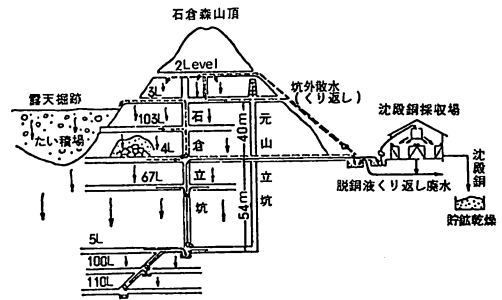 石倉森山頂
2Level
3L
坑外散水
(くり返し)
露天掘跡
103L
石倉立坑
40m
元山立坑
沈殿銅採収場
たい積場
4L
67L
54m
脱銅液くり返し廃水
沈殿銅
貯鉱乾燥
5L
100L
110L